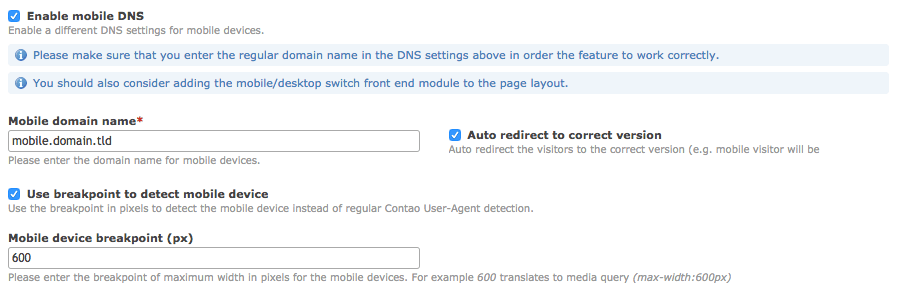 Enable mobile DNS
Enable a different DNS settings for mobile devices.
Please make sure that you enter the regular domain name in the DNS settings above in order the feature to work correctly.
You should also consider adding the mobile/desktop switch front end module to the page layout.
Mobile domain name*
mobile.domain.tld
Please enter the domain name for mobile devices.
Auto redirect to correct version
Auto redirect the visitors to the correct version (e.g. mobile visitor will be
Use breakpoint to detect mobile device
Use the breakpoint in pixels to detect the mobile device instead of regular Contao User-Agent detection.
Mobile device breakpoint (px)
600
Please enter the breakpoint of maximum width in pixels for the mobile devices. For example 600 translates to media query (max-width:600px)